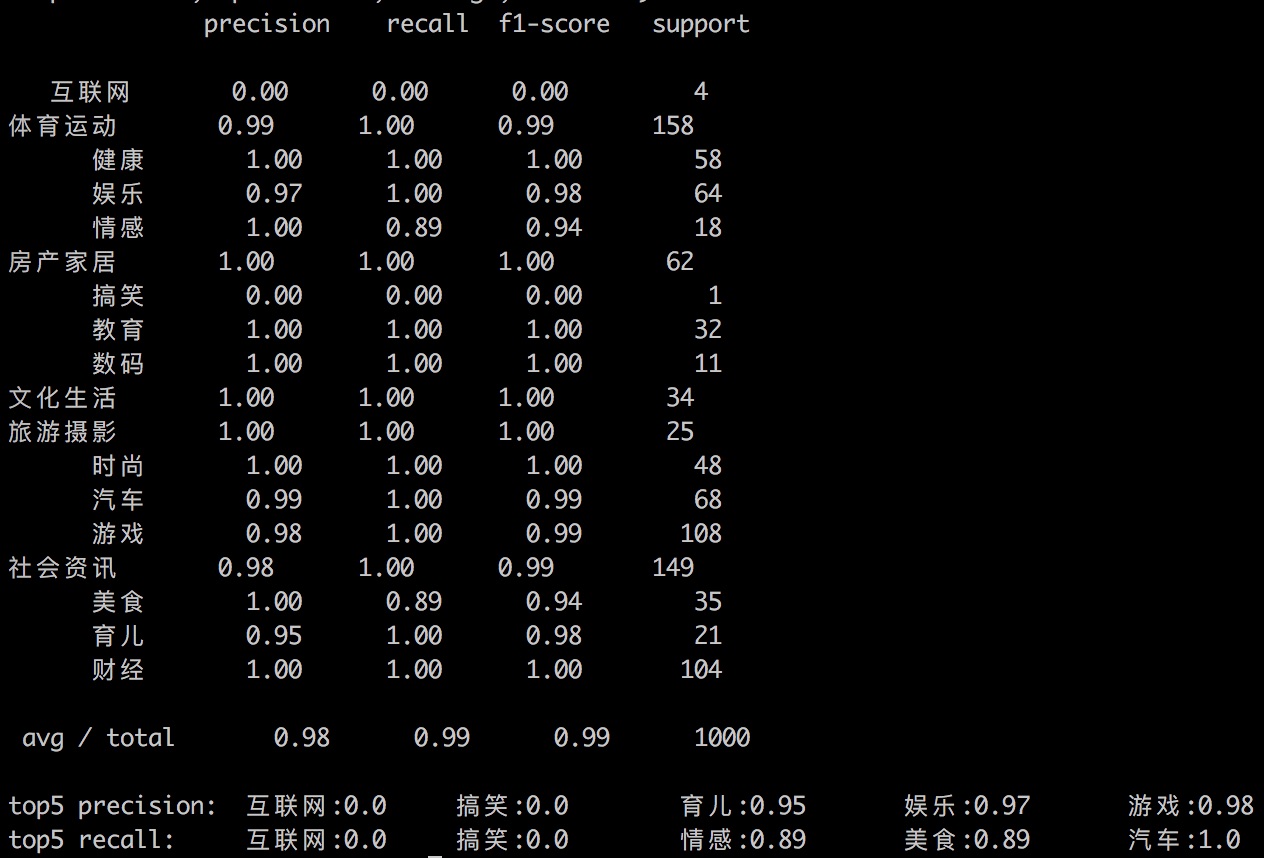 precision recall f1-score support
互联网 0.00 0.00 0.00 4
体育运动 0.99 1.00 0.99 158
健康 1.00 1.00 1.00 58
娱乐 0.97 1.00 0.98 64
情感 1.00 0.89 0.94 18
房产家居 1.00 1.00 1.00 62
搞笑 0.00 0.00 0.00 1
教育 1.00 1.00 1.00 32
数码 1.00 1.00 1.00 11
文化生活 1.00 1.00 1.00 34
旅游摄影 1.00 1.00 1.00 25
时尚 1.00 1.00 1.00 48
汽车 0.99 1.00 0.99 68
游戏 0.98 1.00 0.99 108
社会资讯 0.98 1.00 0.99 149
美食 1.00 0.89 0.94 35
育儿 0.95 1.00 0.98 21
财经 1.00 1.00 1.00 104
avg / total 0.98 0.99 0.99 1000
top5 precision: 互联网:0.0 搞笑:0.0 育儿:0.95 娱乐:0.97 游戏:0.98
top5 recall: 互联网:0.0 搞笑:0.0 情感:0.89 美食:0.89 汽车:1.0